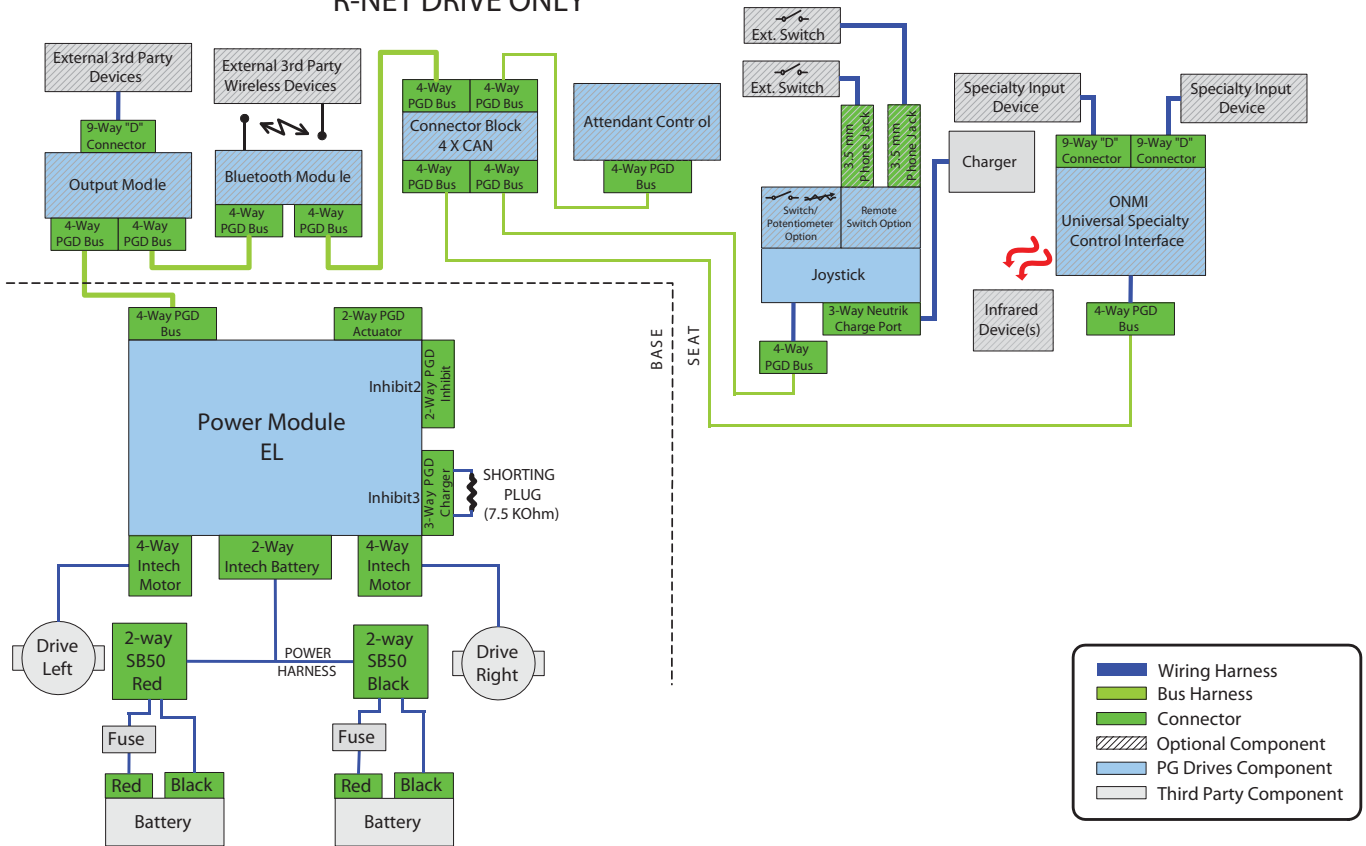 R-NET DRIVE ONLY
External 3rd Party
Devices
9-Way "D"
Connector
Output Modle
4-Way
PGD Bus
4-Way
PGD Bus
External 3rd Party
Wireless Devices
Bluetooth Modu le
4-Way
PGD Bus
4-Way
PGD Bus
4-Way
PGD Bus
4-Way
PGD Bus
Connector Block
4 X CAN
4-Way
PGD Bus
4-Way
PGD Bus
Attendant Contr ol
4-Way PGD
Bus
Ext. Switch
Ext. Switch
3.5 mm
Phone Jack
3.5 mm
Phone Jack
Switch/
Potentiometer
Option
Remote
Switch Option
Joystick
3-Way Neutrik
Charge Port
4-Way
PGD Bus
Charger
Specialty Input
Device
Specialty Input
Device
9-Way "D"
Connector
9-Way "D"
Connector
ONMI
Universal Specialty
Control Interface
Infrared
Device(s)
4-Way PGD
Bus
BASE
SEAT
4-Way PGD
Bus
2-Way PGD
Actuator
Inhibit2
2-Way PGD
Inhibit
Power Module
EL
Inhibit3
3-Way PGD
Charger
SHORTING
PLUG
(7.5 KOhm)
4-Way
Intech
Motor
2-Way
Intech Battery
4-Way
Intech
Motor
Drive
Left
2-way
SB50
Red
POWER
HARNESS
2-way
SB50
Black
Drive
Right
Fuse
Fuse
Red
Black
Battery
Red
Black
Battery
Wiring Harness
Bus Harness
Connector
Optional Component
PG Drives Component
Third Party Component